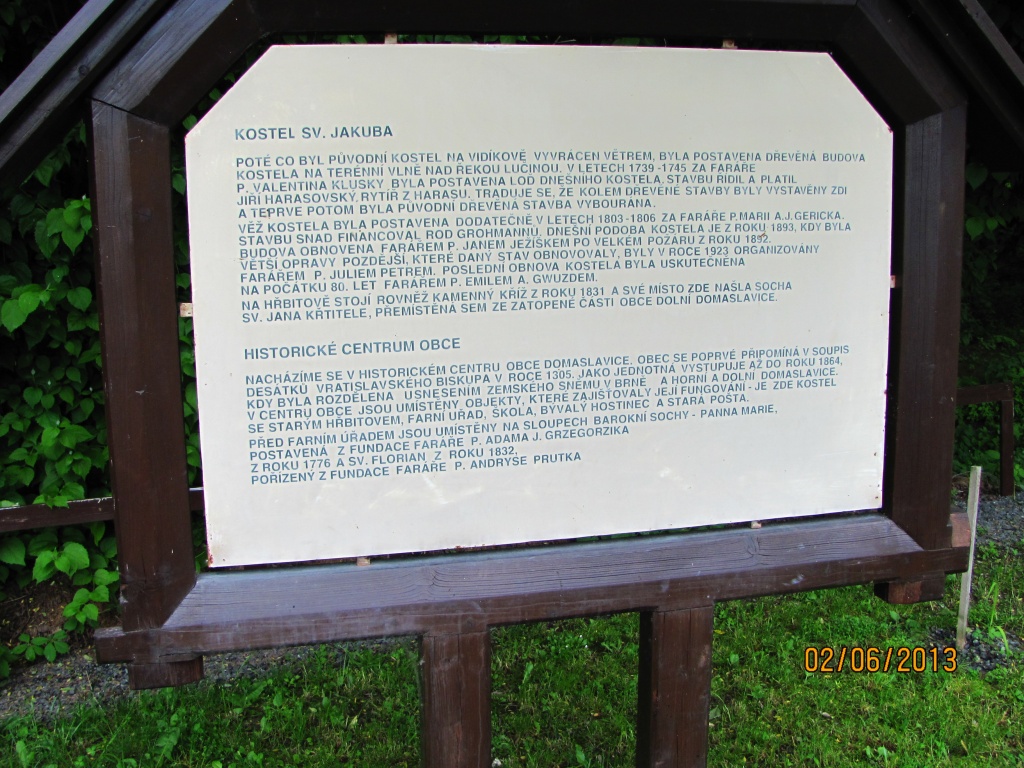 KOSTEL SV. JAKUBA
POTÉ CO BYL PŮVODNÍ KOSTEL NA VIDÍKOVĚ VYVRÁCEN VĚTREM, BYLA POSTAVENA DŘEVĚNÁ BUDOVA
KOSTELA NA TERÉNNÍ VLNĚ NAD ŘEKOU LUČINOU. V LETECH 1739-1745 ZA FARÁŘE
P. VALENTINA KLUSKY BYLA POSTAVENA LOĎ DNEŠNÍHO KOSTELA. STAVBU ŘÍDIL A PLATIL
JIŘÍ HARASOVSKÝ, RYTÍŘ Z HARASU. TRADUJE SE, ŽE KOLEM DŘEVĚNÉ STAVBY BYLY VYSTAVĚNY ZDI
A TEPRVE POTOM BYLA PŮVODNÍ DŘEVĚNÁ STAVBA VYBOURÁNA.
VĚŽ KOSTELA BYLA POSTAVENA DODATEČNĚ V LETECH 1803-1806 ZA FARÁŘE P.MARII A.J.GERICKA.
STAVBU SNAD FINANCOVAL ROD GROHMANNŮ. DNEŠNÍ PODOBA KOSTELA JE Z ROKU 1893, KDY BYLA
BUDOVA OBNOVENA FARÁŘEM P. JANEM JEŽÍŠKEM PO VELKÉM POŽÁRU Z ROKU 1892.
VĚTŠÍ OPRAVY POZDĚJŠÍ, KTERÉ DANÝ STAV OBNOVOVALY, BYLY V ROCE 1923 ORGANIZOVÁNY
FARÁŘEM P. JULIEM PETREM. POSLEDNÍ OBNOVA KOSTELA BYLA USKUTEČNĚNA
NA POČÁTKU 80. LET FARÁŘEM P. EMILEM A. GWUZDEM.
NA HŘBITOVĚ STOJÍ ROVNĚŽ KAMENNÝ KŘÍŽ Z ROKU 1831 A SVÉ MÍSTO ZDE NAŠLA SOCHA
SV. JANA KŘTITELE, PŘEMÍSTĚNÁ SEM ZE ZATOPENÉ ČÁSTI OBCE DOLNÍ DOMASLAVICE.
HISTORICKÉ CENTRUM OBCE
NACHÁZÍME SE V HISTORICKÉM CENTRU OBCE DOMASLAVICE. OBEC SE POPRVÉ PŘIPOMÍNÁ V SOUPIS
DESÁTKŮ VRATISLAVSKÉHO BISKUPA V ROCE 1305. JAKO JEDNOTNÁ VYSTUPUJE AŽ DO ROKU 1864,
KDY BYLA ROZDĚLENA USNESENÍM ZEMSKÉHO SNĚMU V BRNĚ A HORNÍ A DOLNÍ DOMASLAVICE.
V CENTRU OBCE JSOU UMÍSTĚNY OBJEKTY, KTERÉ ZAJIŠŤOVALY JEJÍ FUNGOVÁNÍ - JE ZDE KOSTEL
SE STARÝM HŘBITOVEM, FARNÍ ÚŘAD, ŠKOLA, BÝVALÝ HOSTINEC A STARÁ POŠTA.
PŘED FARNÍM ÚŘADEM JSOU UMÍSTĚNY NA SLOUPECH BAROKNÍ SOCHY - PANNA MARIE,
POSTAVENÁ Z FUNDACE FARÁŘE P. ADAMA J. GRZEGORZIKA
Z ROKU 1776 A SV. FLORIAN Z ROKU 1832,
POŘÍZENÝ Z FUNDACE FARÁŘE P. ANDRYSE PRUTKA
02/06/2013